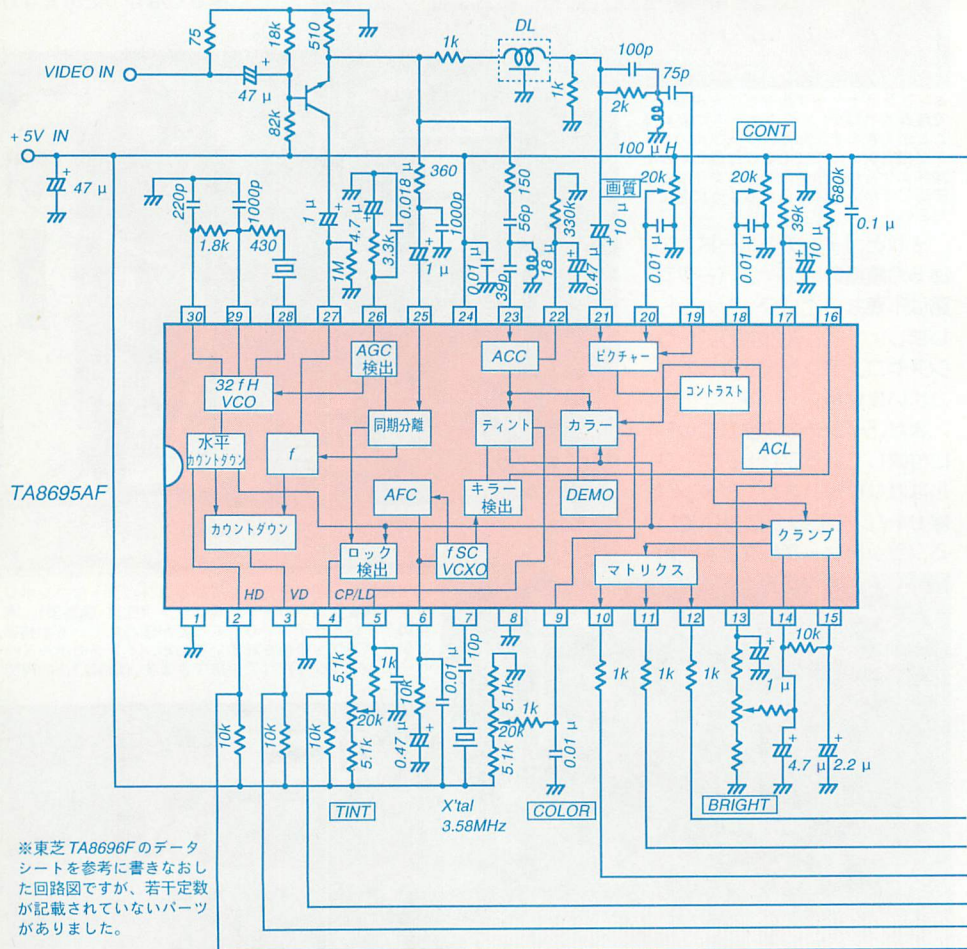 75
18k
510
VIDEO IN
47 μ
+
82k
1k
DL
1k
100p
75p
2k
100 μ H
CONT
+ 5V IN
+
47 μ
220p
1000p
1.8k
430
1 μ
+
1M
4.7 μ
+
3.3k
0.018 μ
360
1000p
+
1 μ
0.01 μ
150
56p
39p
18 μ
330k
+
0.47 μ
10 μ
+
画質
20k
0.01 μ
20k
0.01 μ
39k
+
10 μ
680k
0.1 μ
30
29
28
27
26
25
24
23
22
21
20
19
18
17
16
32 f H
VCO
AGC
検出
ACC
ピクチャー
コントラスト
水平
カウントダウン
f
同期分離
ティント
カラー
ACL
TA8695AF
AFC
キラー
検出
DEMO
カウントダウン
ロック
検出
f SC
VCXO
マトリクス
クランプ
HD
VD
CP/LD
1
2
3
4
5
6
7
8
9
10
11
12
13
14
15
10k
10k
10k
5.1k
20k
5.1k
1k
0.01 μ
10k
+
0.47 μ
10p
5.1k
20k
5.1k
1k
0.01 μ
1k
1k
1k
+
1 μ
10k
+
4.7 μ
+
2.2 μ
TINT
X'tal
3.58MHz
COLOR
BRIGHT
※東芝TA8696Fのデータ
シートを参考に書きなおし
た回路図ですが、若干定数
が記載されていないパーツ
がありました。